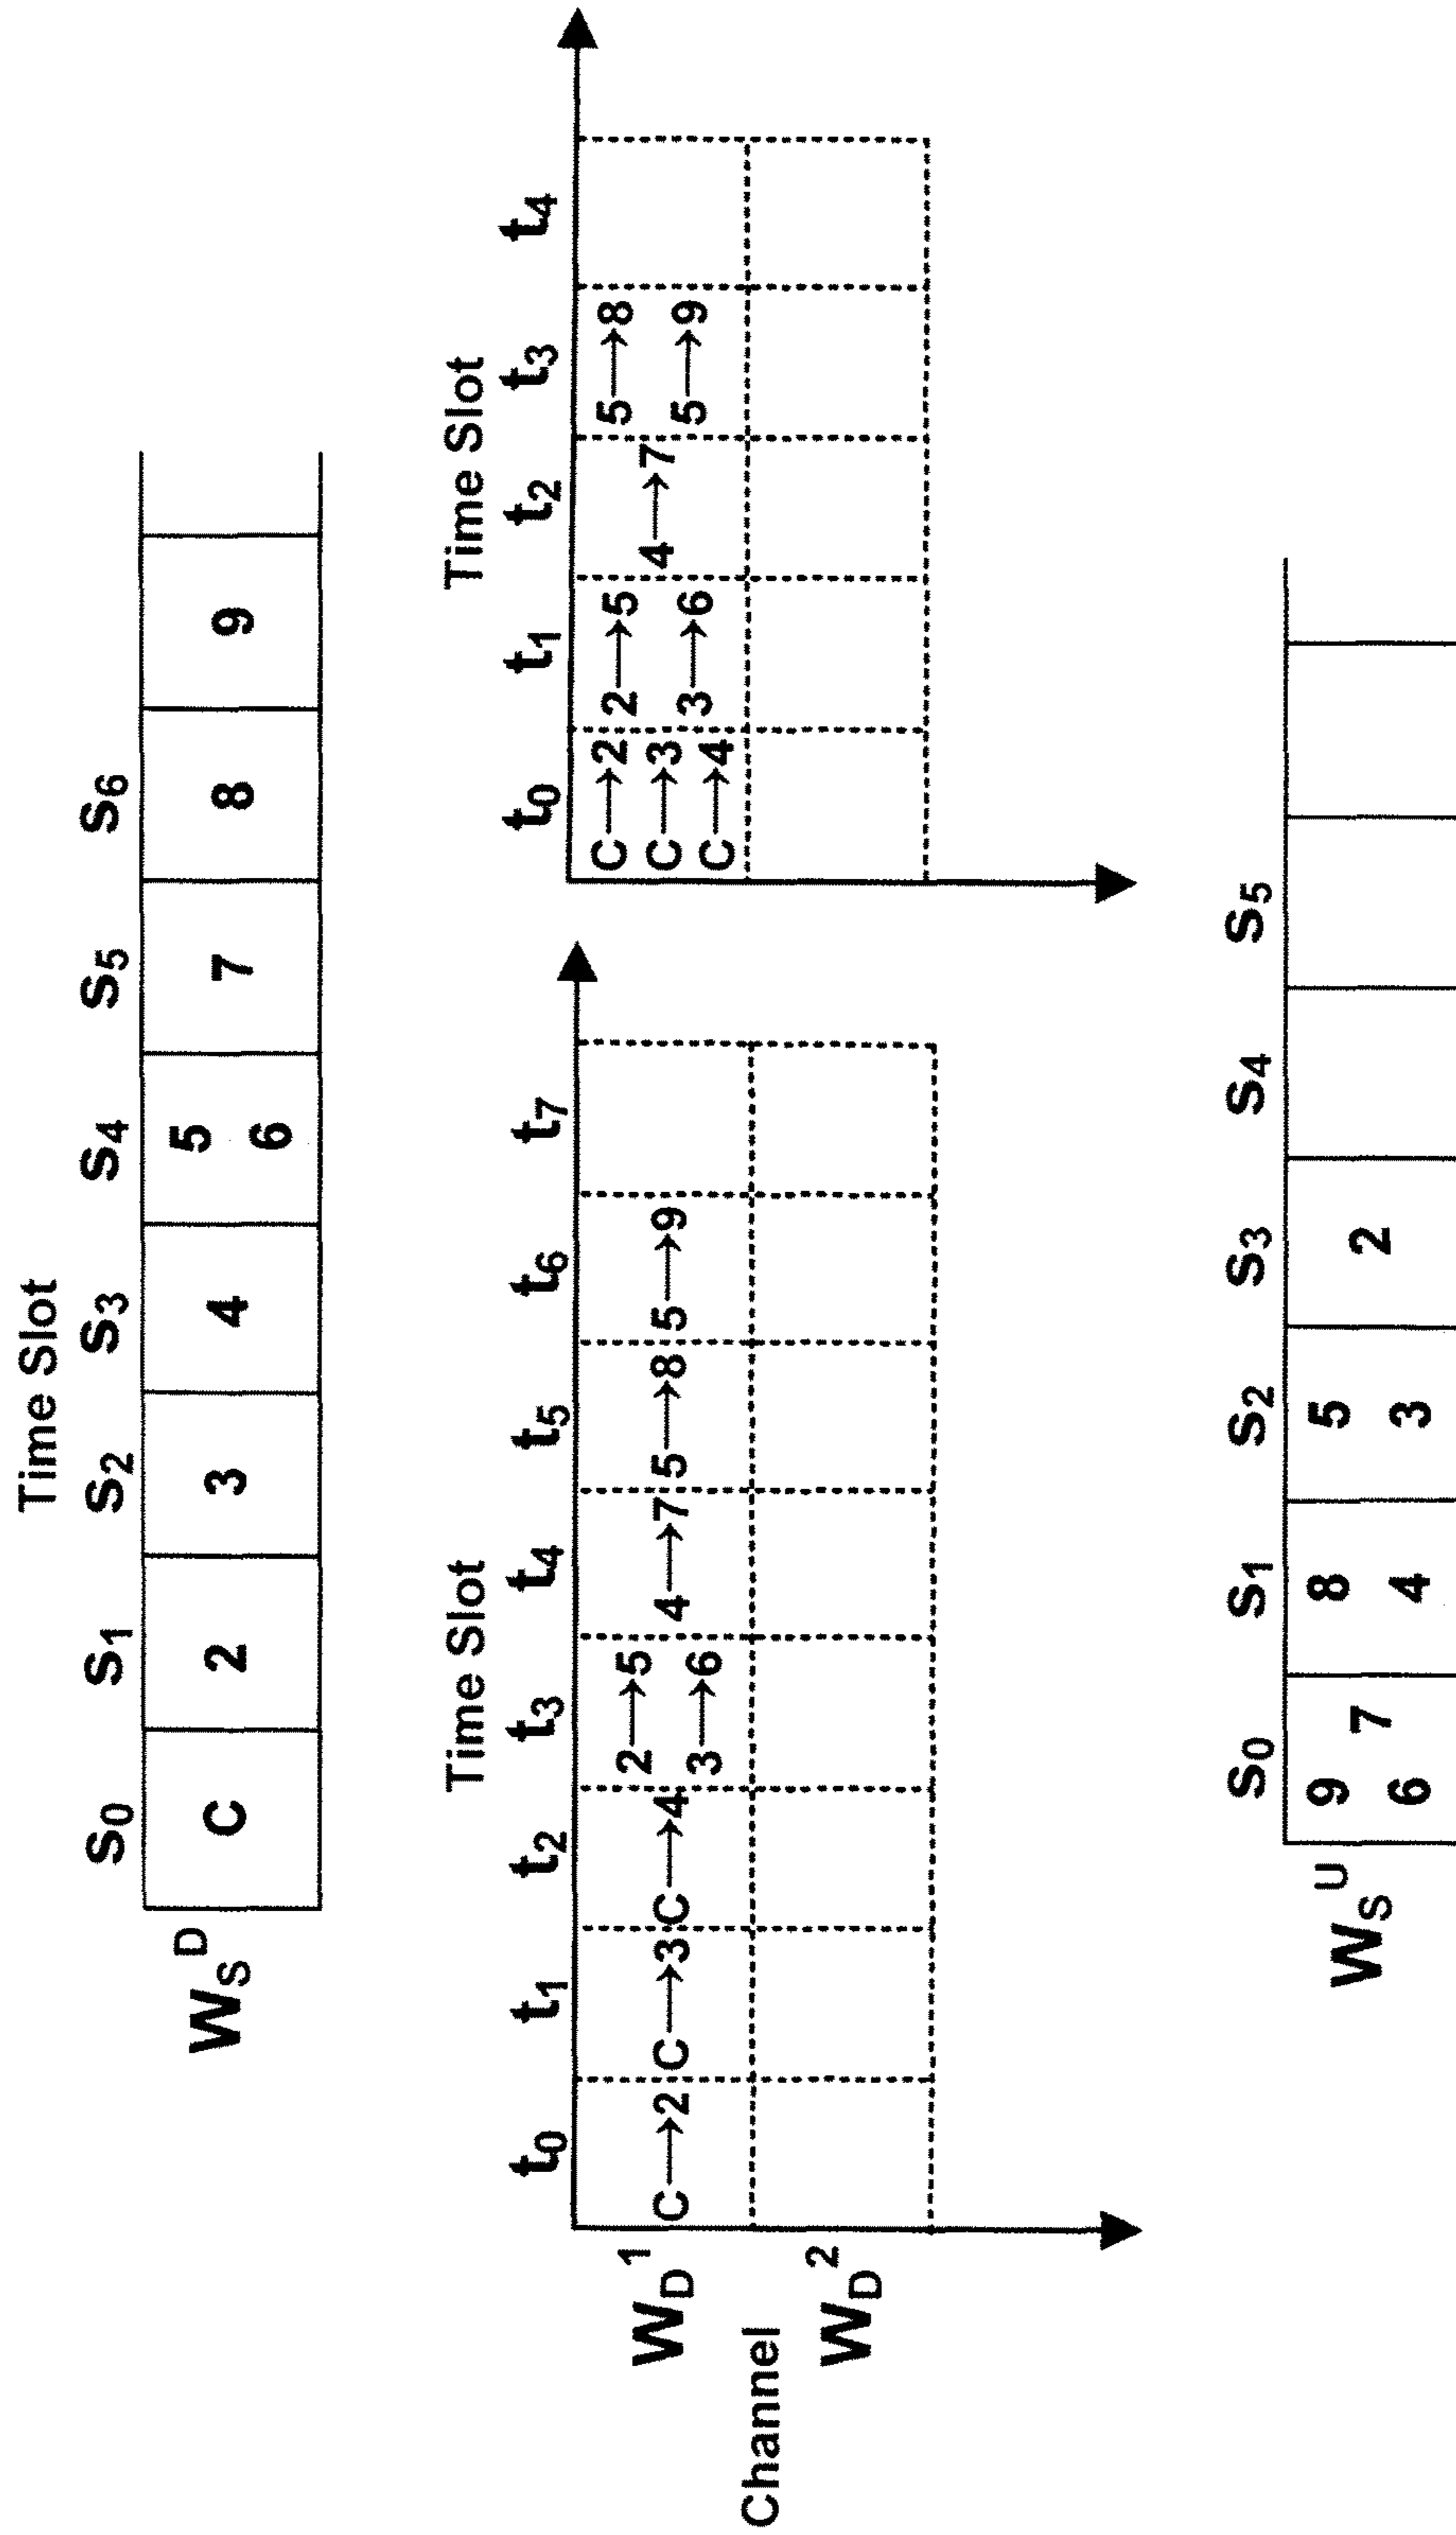 Time Slot
S0 S1 S2 S3 S4 S5 S6
WS^D C 2 3 4 5 7 8 9
6
Time Slot
t0 t1 t2 t3 t4 t5 t6 t7
WD^1 C→2 C→3 C→4 2→5 4→7 5→8 5→9
3→6
Channel
WD^2
Time Slot
t0 t1 t2 t3 t4
C→2 2→5 4→7 5→8
C→3 3→6 5→9
C→4
S0 S1 S2 S3 S4 S5
WS^U 9 7 8 5 2
6 4 3